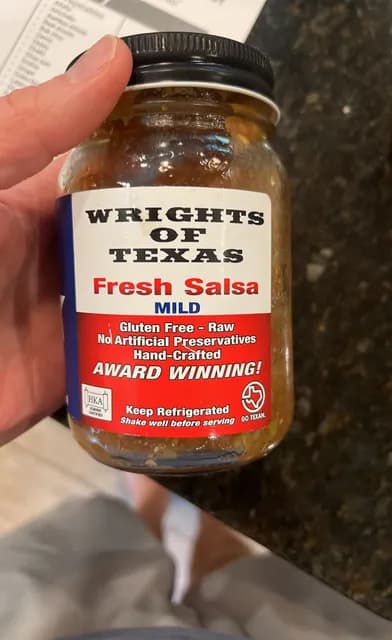 WRIGHTS
OF
TEXAS
Fresh Salsa
MILD
Gluten Free - Raw
No Artificial Preservatives
Hand-Crafted
AWARD WINNING!
HKA
Keep Refrigerated
Shake well before serving
GO TEXAN.